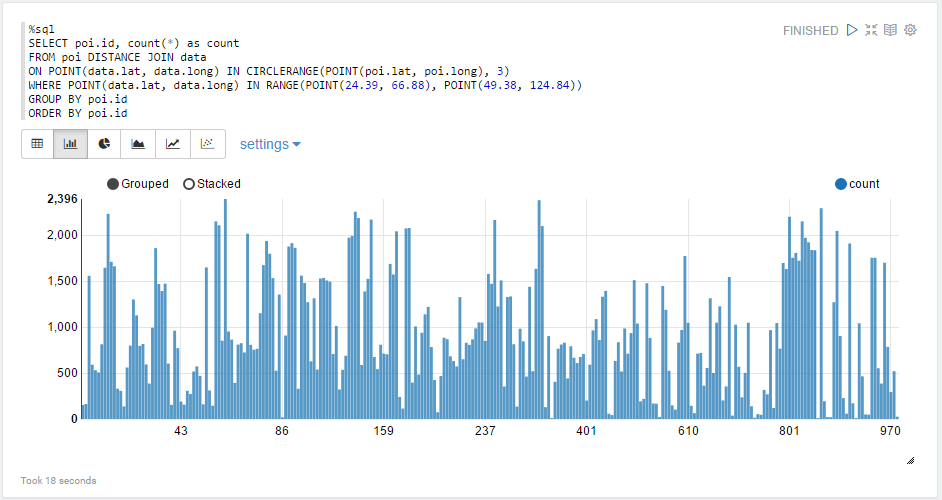 %sql
FINISHED
SELECT poi.id, count(*) as count
FROM poi DISTANCE JOIN data
ON POINT(data.lat, data.long) IN CIRCLERANGE(POINT(poi.lat, poi.long), 3)
WHERE POINT(data.lat, data.long) IN RANGE(POINT(24.39, 66.88), POINT(49.38, 124.84))
GROUP BY poi.id
ORDER BY poi.id
settings
Grouped Stacked count
2,396
2,000
1,500
1,000
500
0
43 86 159 237 401 610 801 970
Took 18 seconds